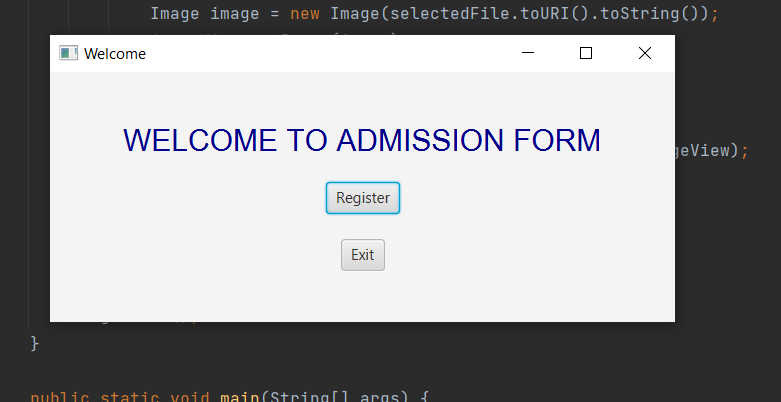 Image image = new Image(selectedFile.toURI().toString());
Welcome
WELCOME TO ADMISSION FORM
geView);
Register
Exit
}
public static void main(String[] args) {